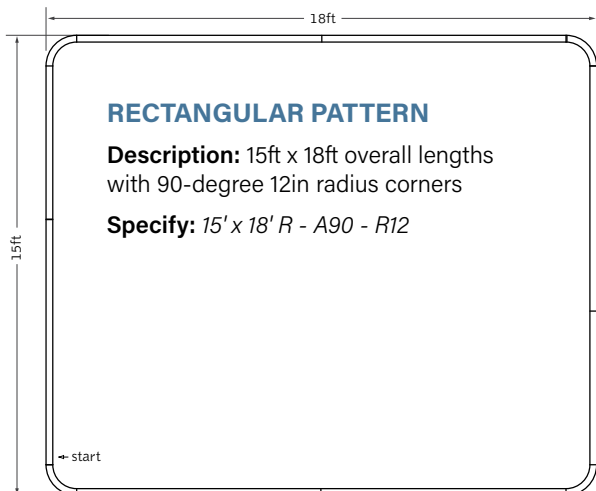 18ft
RECTANGULAR PATTERN
Description: 15ft x 18ft overall lengths
with 90-degree 12in radius corners
Specify: 15' x 18' R - A90 - R12
15ft
start